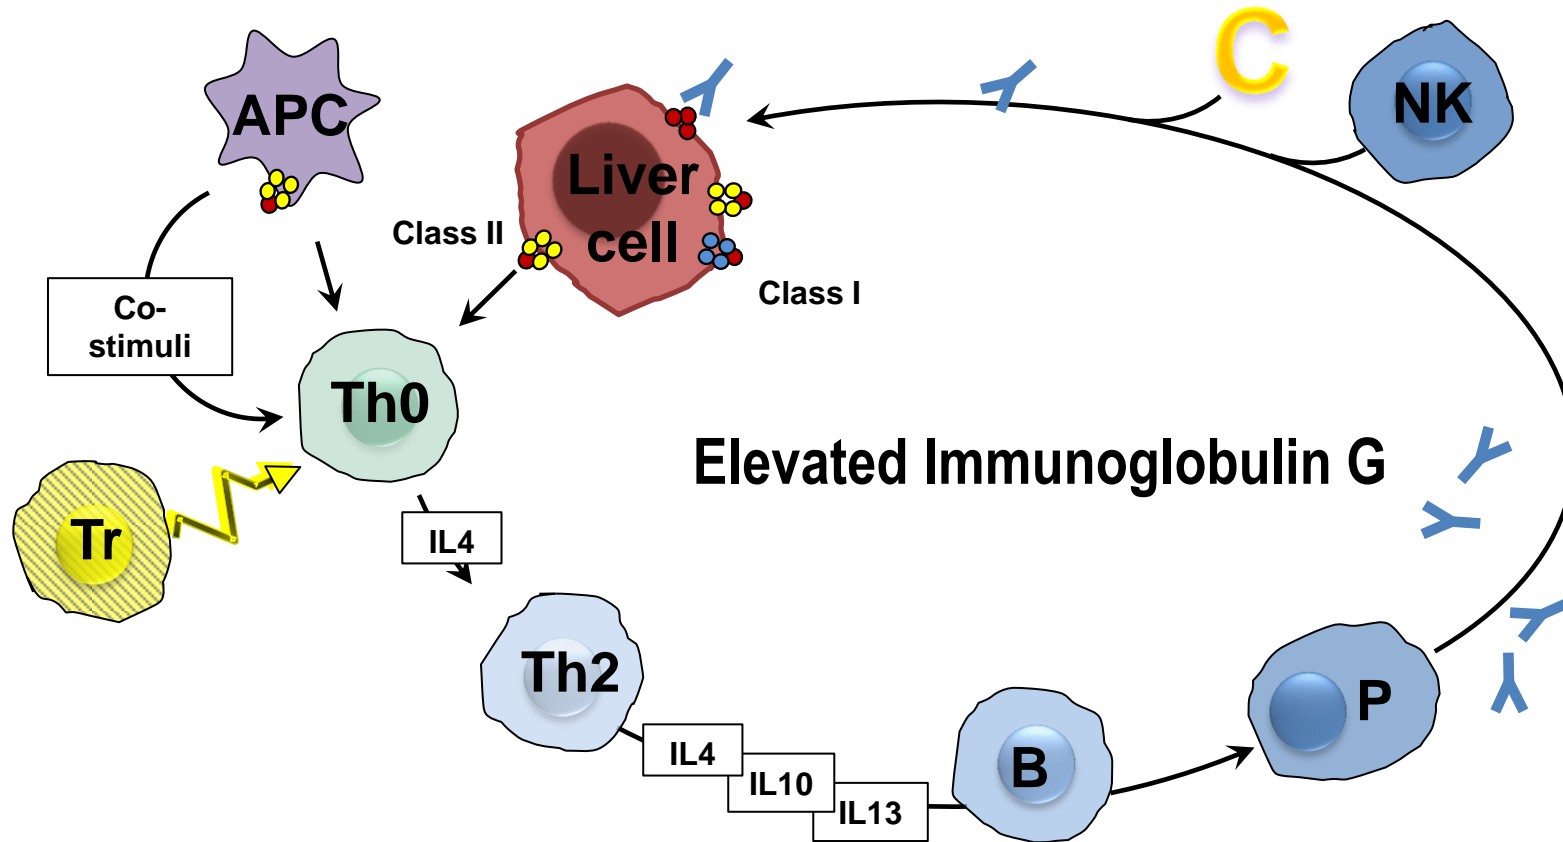 APC
C
NK
Liver
cell
Class II
Class I
Co-
stimuli
Th0
Elevated Immunoglobulin G
Tr
IL4
Th2
P
IL4
B
IL10
IL13